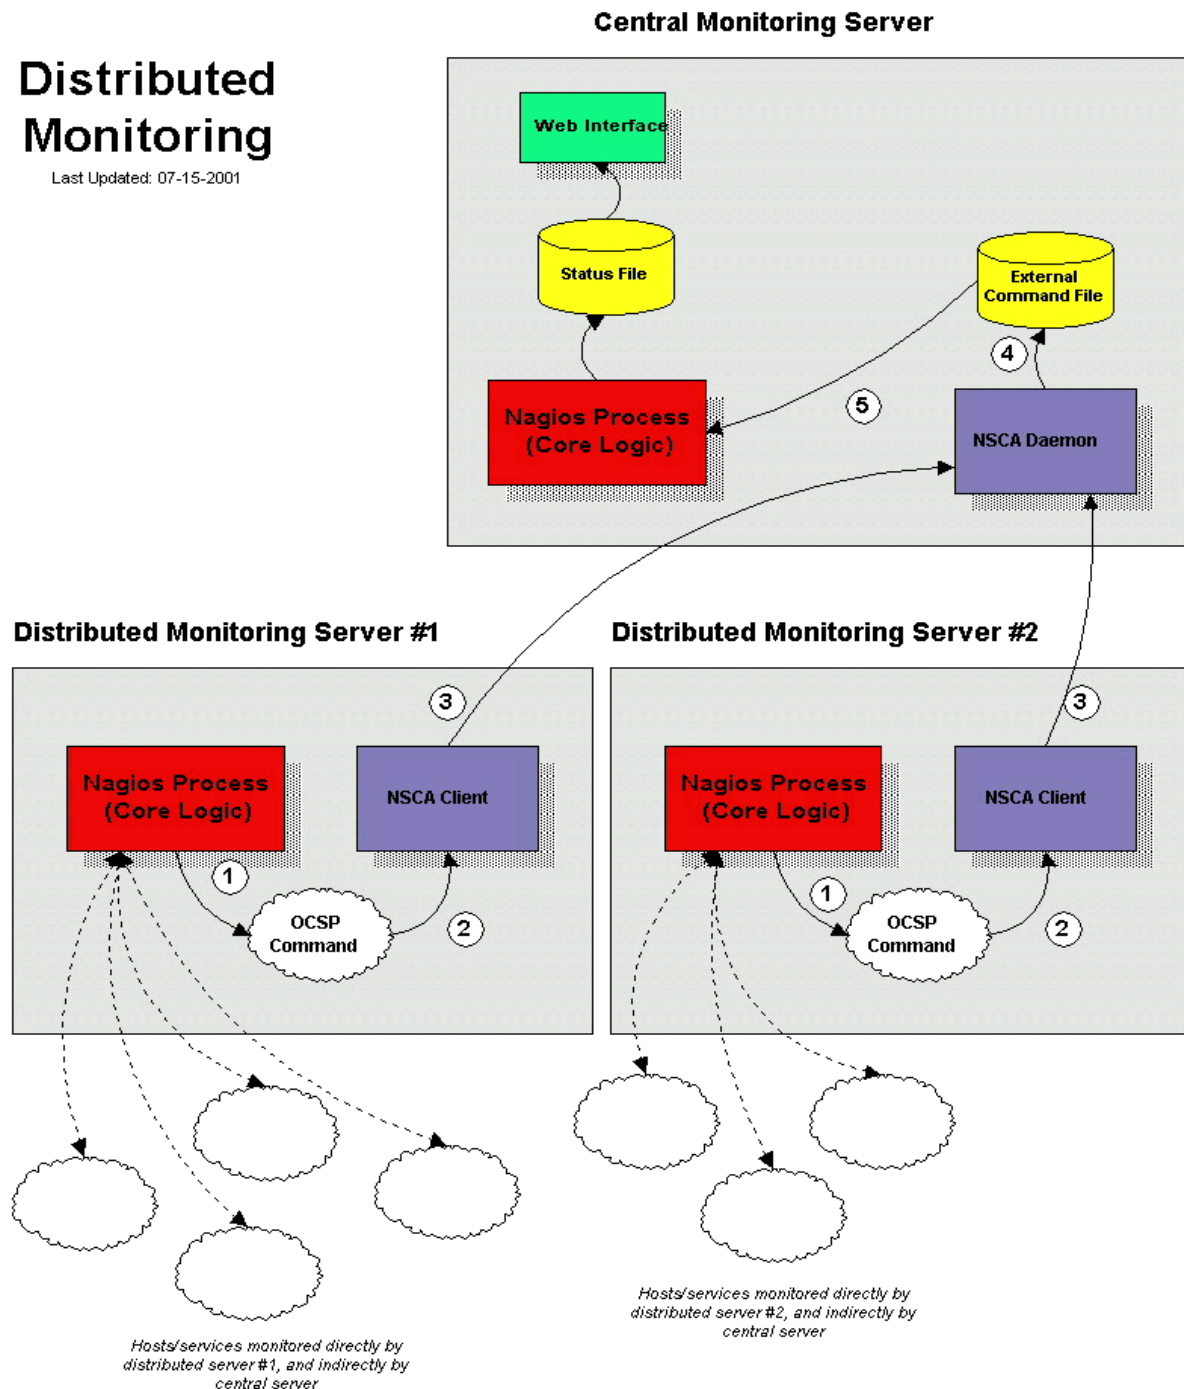 Central Monitoring Server
Distributed
Monitoring
Last Updated: 07-15-2001
Web Interface
Status File
External
Command File
4
5
Nagios Process
(Core Logic)
NSCA Daemon
Distributed Monitoring Server #1
Distributed Monitoring Server #2
3
3
Nagios Process
(Core Logic)
NSCA Client
Nagios Process
(Core Logic)
NSCA Client
1
OCSP
Command
2
1
OCSP
Command
2
Hosts/services monitored directly by
distributed server #2, and indirectly by
central server
Hosts/services monitored directly by
distributed server #1, and indirectly by
central server